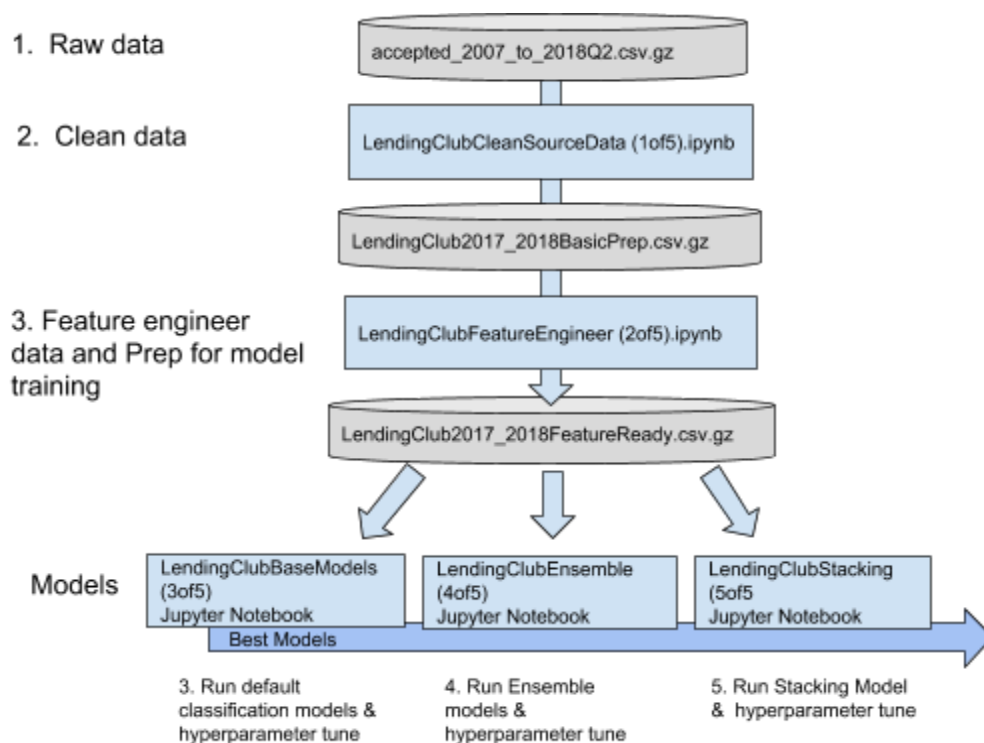 1. Raw data
accepted_2007_to_2018Q2.csv.gz
2. Clean data
LendingClubCleanSourceData (1of5).ipynb
LendingClub2017_2018BasicPrep.csv.gz
3. Feature engineer
data and Prep for model
training
LendingClubFeatureEngineer (2of5).ipynb
LendingClub2017_2018FeatureReady.csv.gz
Models
LendingClubBaseModels
(3of5)
Jupyter Notebook
LendingClubEnsemble
(4of5)
Jupyter Notebook
LendingClubStacking
(5of5
Jupyter Notebook
Best Models
3. Run default
classification models &
hyperparameter tune
4. Run Ensemble
models &
hyperparameter tune
5. Run Stacking Model
& hyperparameter tune